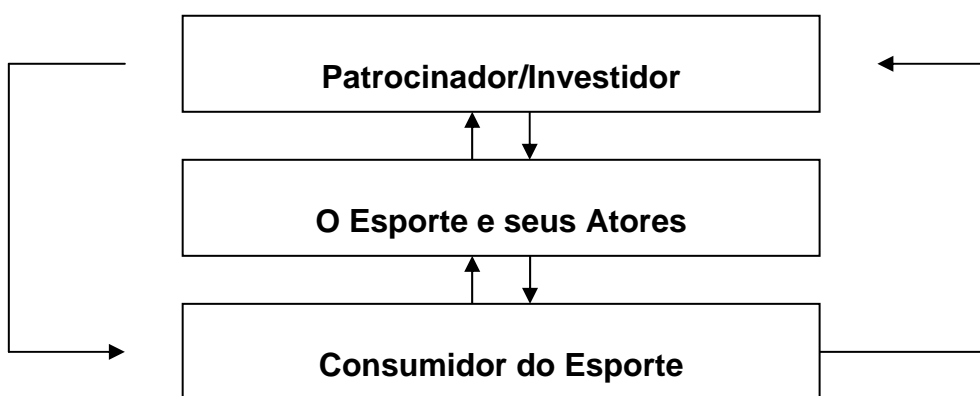 Patrocinador/Investidor
O Esporte e seus Atores
Consumidor do Esporte